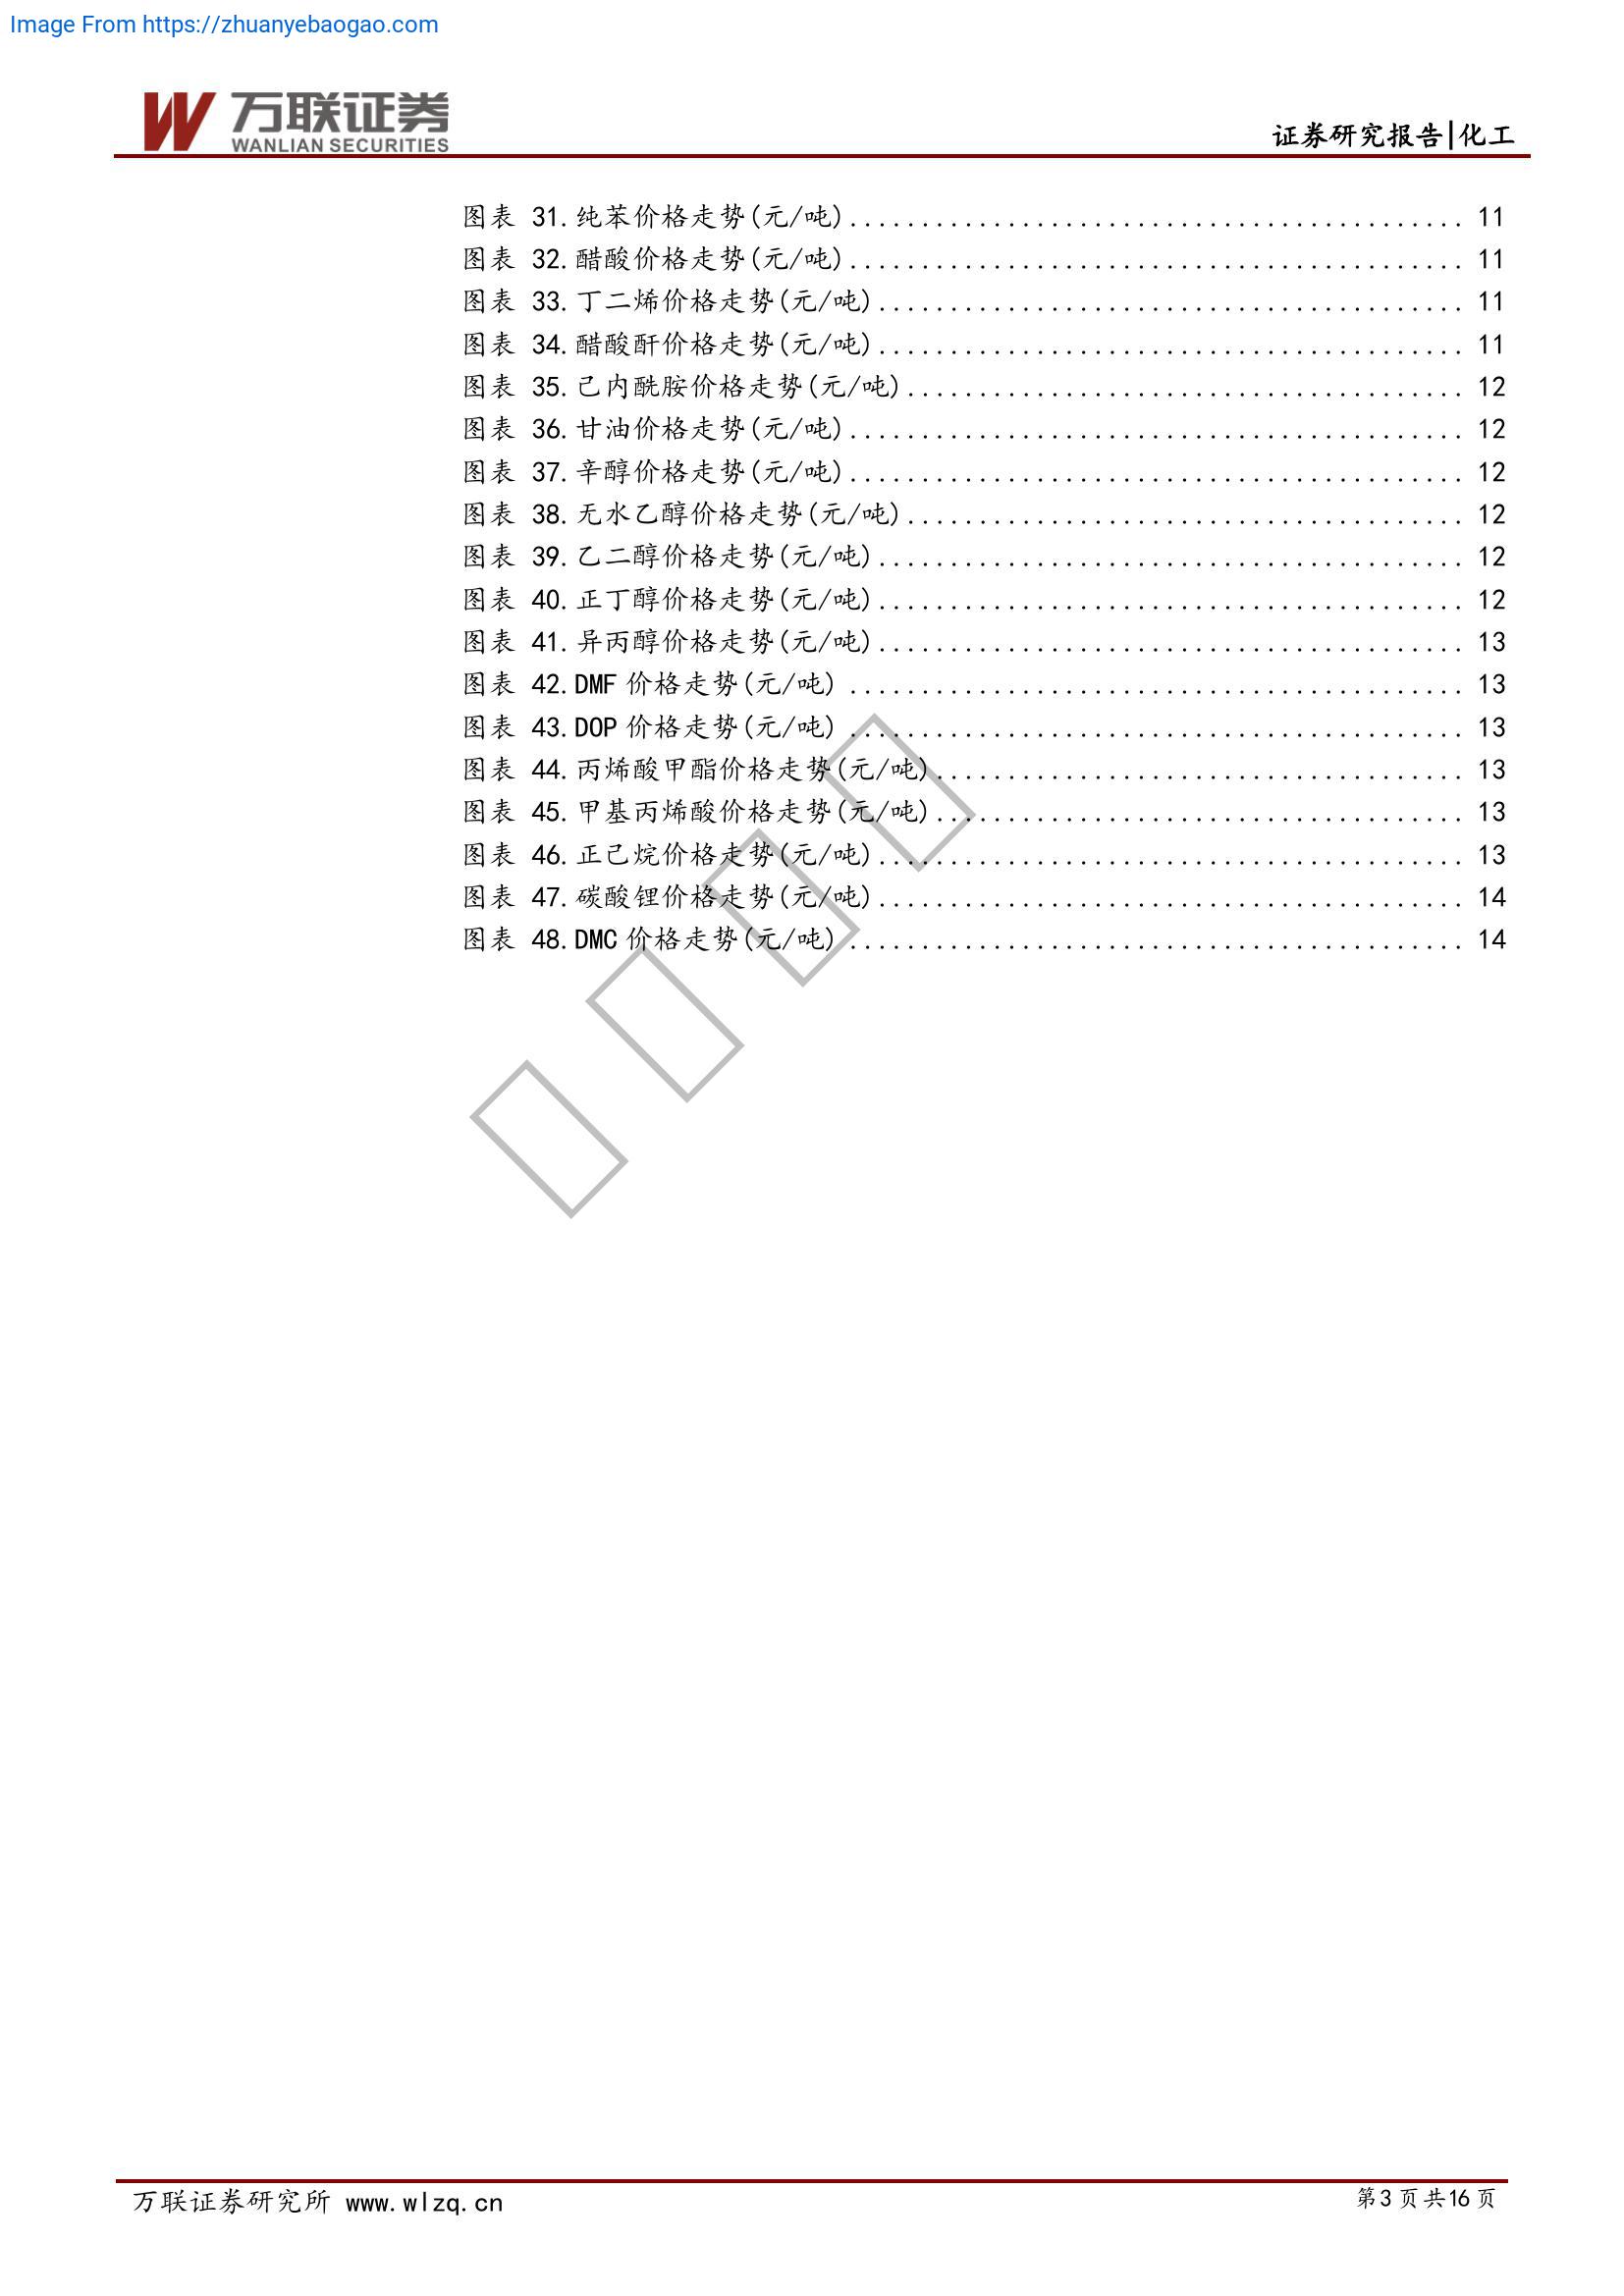 Image From https://zhuanyebaogao.com
万联证券
WANLIAN SECURITIES
证券研究报告|化工
图表 31.纯苯价格走势(元/吨)........................................... 11
图表 32.醋酸价格走势(元/吨)........................................... 11
图表 33.丁二烯价格走势(元/吨)......................................... 11
图表 34.醋酸酐价格走势(元/吨)......................................... 11
图表 35.己内酰胺价格走势(元/吨)....................................... 12
图表 36.甘油价格走势(元/吨)........................................... 12
图表 37.辛醇价格走势(元/吨)........................................... 12
图表 38.无水乙醇价格走势(元/吨)....................................... 12
图表 39.乙二醇价格走势(元/吨)......................................... 12
图表 40.正丁醇价格走势(元/吨)......................................... 12
图表 41.异丙醇价格走势(元/吨)......................................... 13
图表 42.DMF 价格走势(元/吨) ........................................... 13
图表 43.DOP 价格走势(元/吨) ........................................... 13
图表 44.丙烯酸甲酯价格走势(元/吨)..................................... 13
图表 45.甲基丙烯酸价格走势(元/吨)..................................... 13
图表 46.正己烷价格走势(元/吨)......................................... 13
图表 47.碳酸锂价格走势(元/吨)......................................... 14
图表 48.DMC 价格走势(元/吨) ........................................... 14
万联证券研究所 www.wlzq.cn
第3页共16页